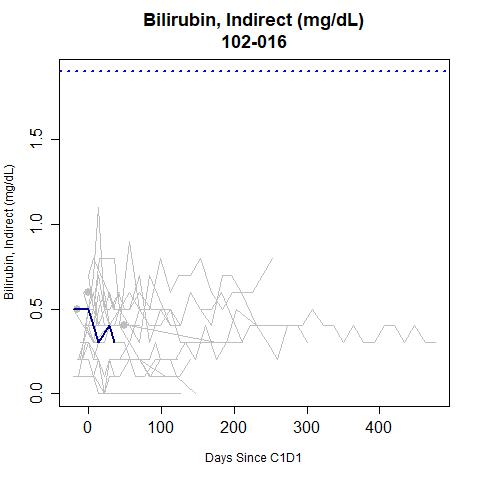 Bilirubin, Indirect (mg/dL)
102-016
Bilirubin, Indirect (mg/dL)
1.5
1.0
0.5
0.0
0 100 200 300 400
Days Since C1D1